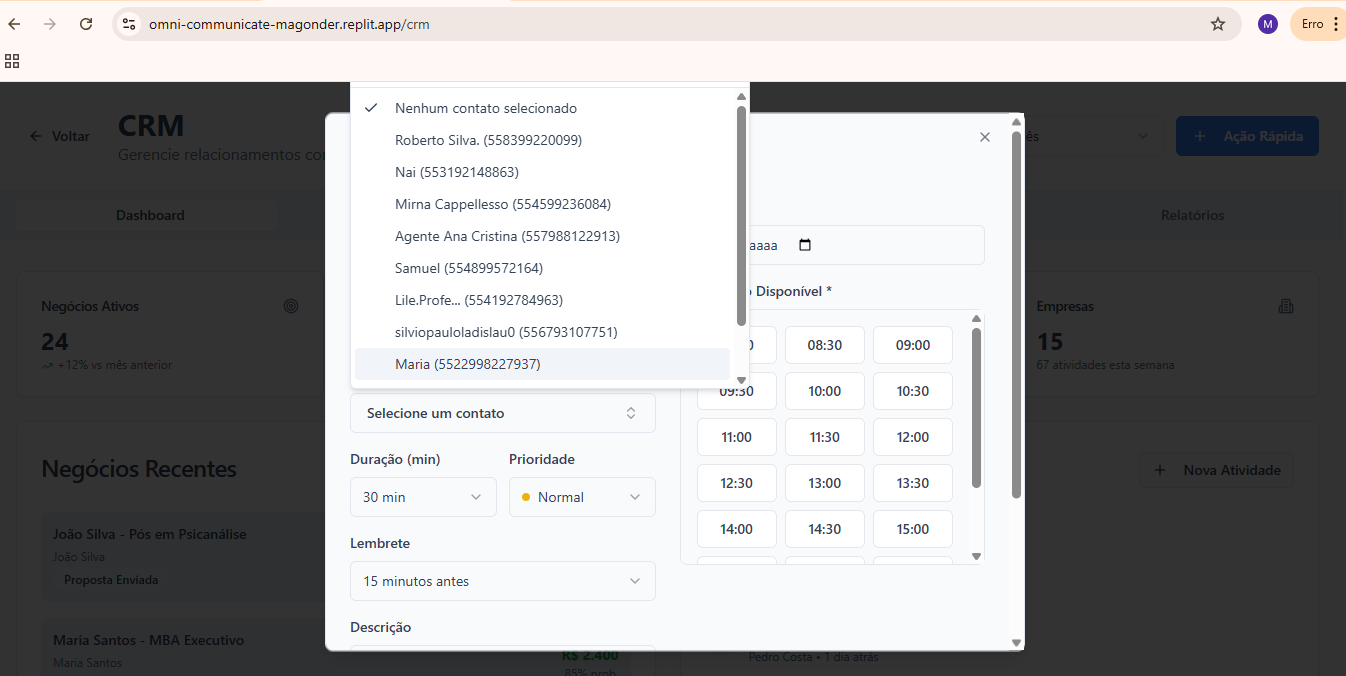 omni-communicate-magonder.replit.app/crm
M
Erro
Voltar
CRM
Gerencie relacionamentos
Ação Rápida
Dashboard
Relatórios
Nenhum contato selecionado
Roberto Silva. (558399220099)
Nai (553192148863)
Mirna Cappellesso (554599236084)
Agente Ana Cristina (557988122913)
Samuel (554899572164)
Lile.Profe... (554192784963)
silviopauloladislau0 (556793107751)
Maria (5522998227937)
Selecione um contato
Duração (min)
Prioridade
30 min
Normal
Lembrete
15 minutos antes
Descrição
aaaa
Disponível *
08:30
09:00
09:30
10:00
10:30
11:00
11:30
12:00
12:30
13:00
13:30
14:00
14:30
15:00
Negócios Ativos
24
+12% vs mês anterior
Empresas
15
67 atividades esta semana
Negócios Recentes
Nova Atividade
João Silva - Pós em Psicanálise
João Silva
Proposta Enviada
Maria Santos - MBA Executivo
Maria Santos
R$ 2.400
85% prob.
Pedro Costa • 1 dia atrás